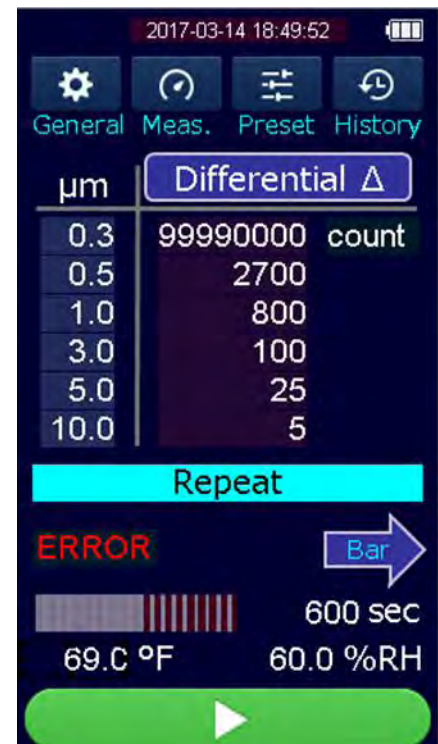 2017-03-14 18:49:52
General Meas. Preset History
µm Differential Δ
0.3 99990000 count
0.5 2700
1.0 800
3.0 100
5.0 25
10.0 5
Repeat
ERROR Bar
600 sec
69.0 ºF 60.0 %RH